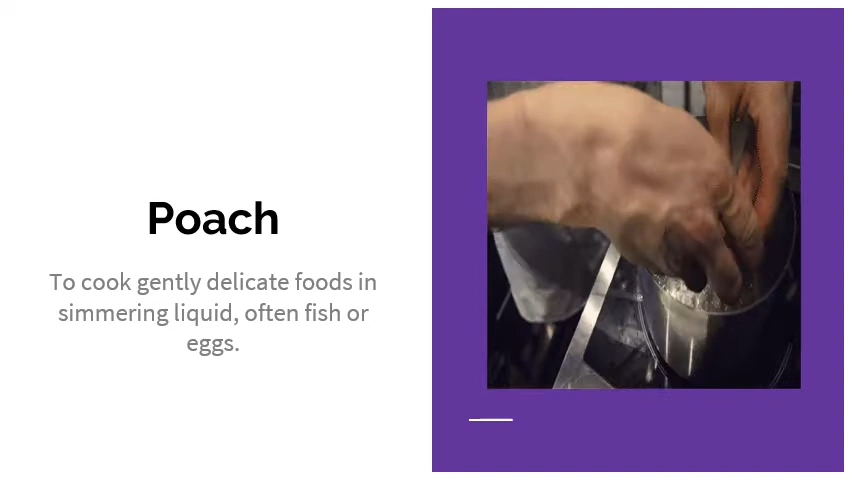 Poach
To cook gently delicate foods in
simmering liquid, often fish or
eggs.